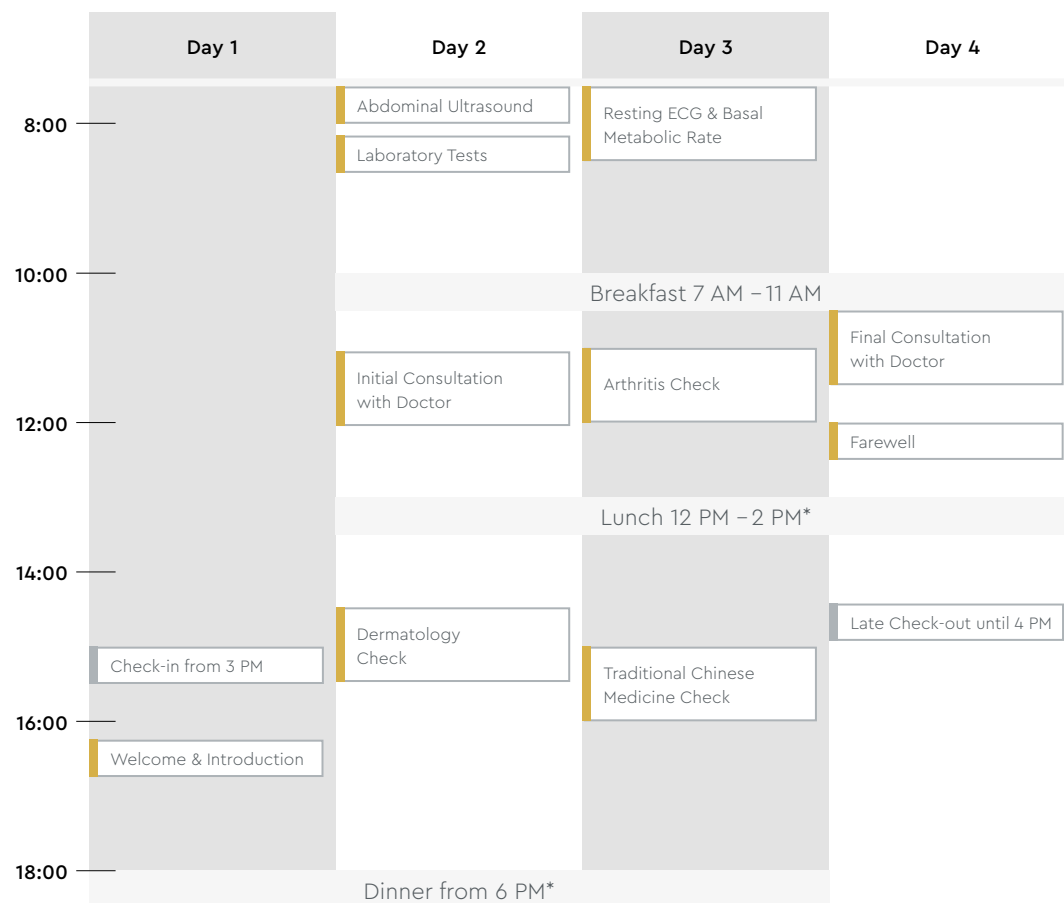 Day 1
Day 2
Day 3
Day 4
8:00
Abdominal Ultrasound
Laboratory Tests
Resting ECG & Basal
Metabolic Rate
10:00
Breakfast 7 AM – 11 AM
Initial Consultation
with Doctor
Arthritis Check
Final Consultation
with Doctor
12:00
Farewell
Lunch 12 PM – 2 PM*
14:00
Dermatology
Check
Late Check-out until 4 PM
Check-in from 3 PM
Traditional Chinese
Medicine Check
16:00
Welcome & Introduction
18:00
Dinner from 6 PM*